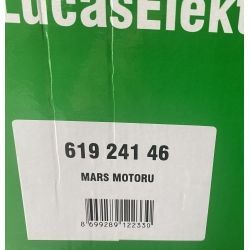 LucasElekt
619 241 46
MARS MOTORU
8 699289 122330